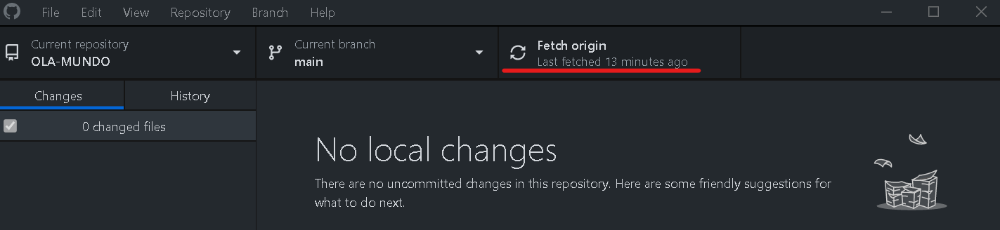 File Edit View Repository Branch Help
Current repository
OLA-MUNDO
Current branch
main
Fetch origin
Last fetched 13 minutes ago
Changes
History
0 changed files
No local changes
There are no uncommitted changes in this repository. Here are some friendly suggestions for
what to do next.